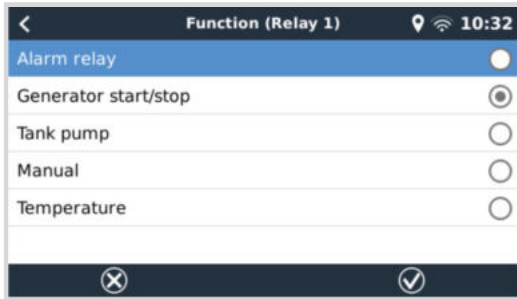 Function (Relay 1) 10:32
Alarm relay
Generator start/stop
Tank pump
Manual
Temperature